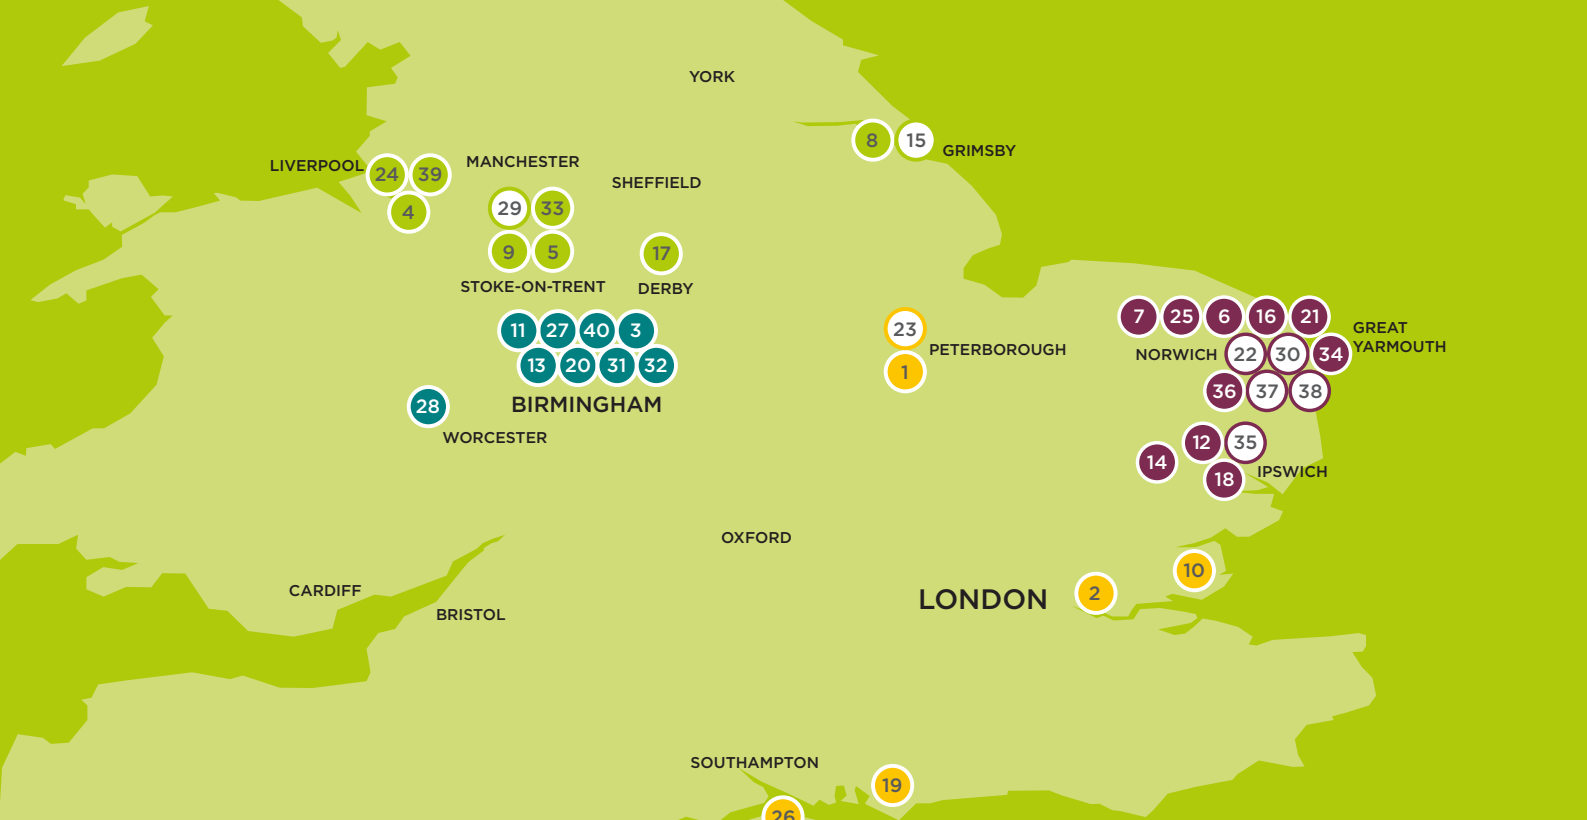 YORK
8
15
GRIMSBY
LIVERPOOL
24
39
MANCHESTER
4
SHEFFIELD
29
33
9
5
17
STOKE-ON-TRENT
DERBY
11
27
40
3
13
20
31
32
BIRMINGHAM
28
WORCESTER
23
1
PETERBOROUGH
7
25
6
16
21
GREAT
YARMOUTH
NORWICH
22
30
34
36
37
38
12
35
14
18
IPSWICH
OXFORD
10
LONDON
2
CARDIFF
BRISTOL
SOUTHAMPTON
19
26